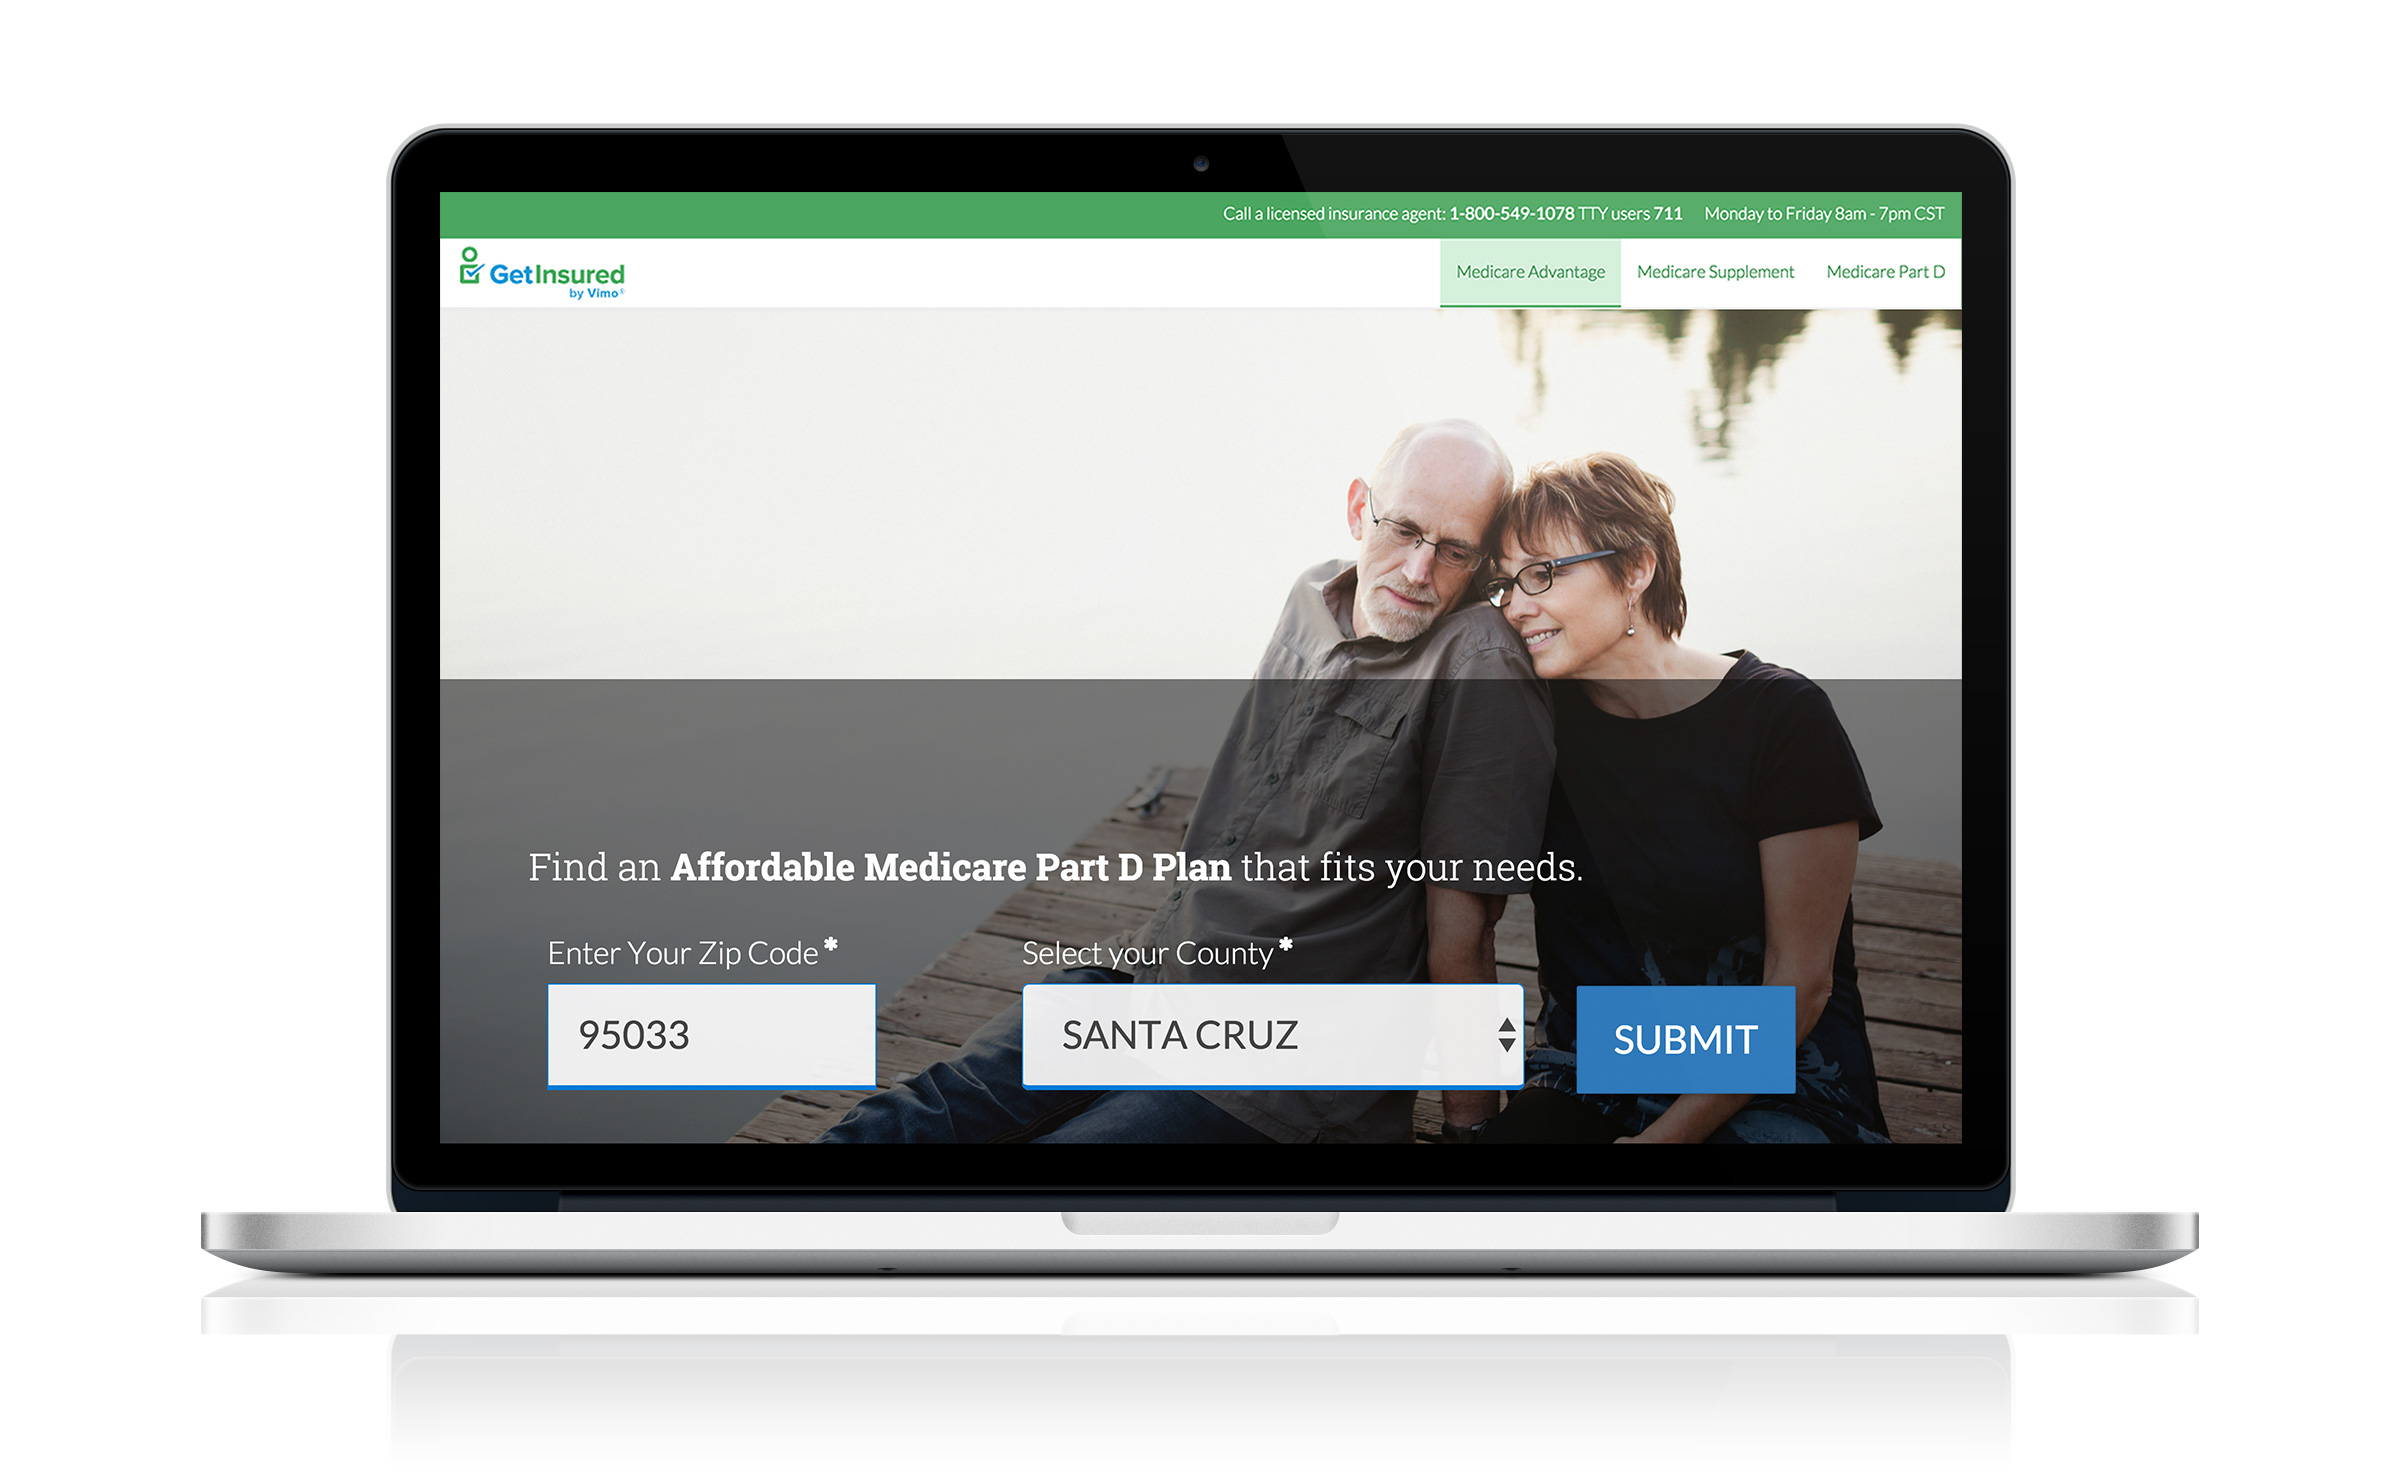 Call a licensed insurance agent: 1-800-549-1078 TTY users 711 Monday to Friday 8am - 7pm CST
GetInsured
by Vimo®
Medicare Advantage Medicare Supplement Medicare Part D
Find an Affordable Medicare Part D Plan that fits your needs.
Enter Your Zip Code * Select your County *
95033 SANTA CRUZ SUBMIT